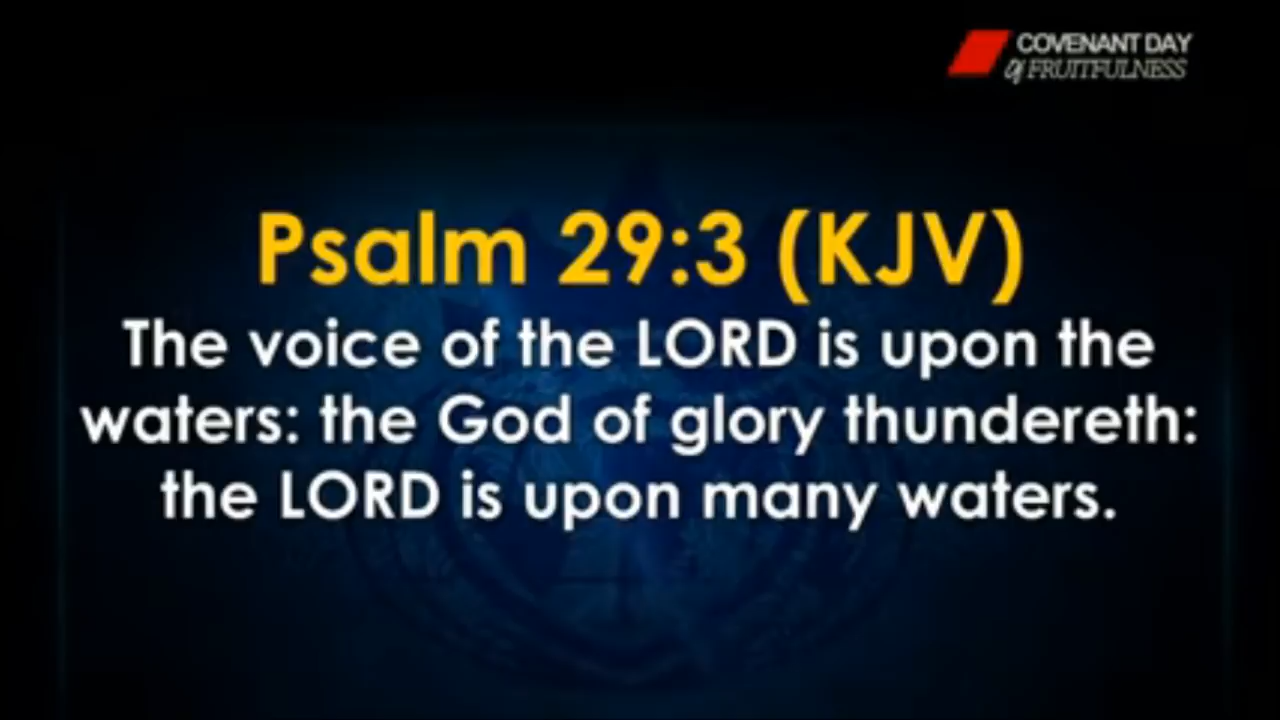 COVENANT DAY
Of FRUITFULNESS
Psalm 29:3 (KJV)
The voice of the LORD is upon the
waters: the God of glory thundereth:
the LORD is upon many waters.